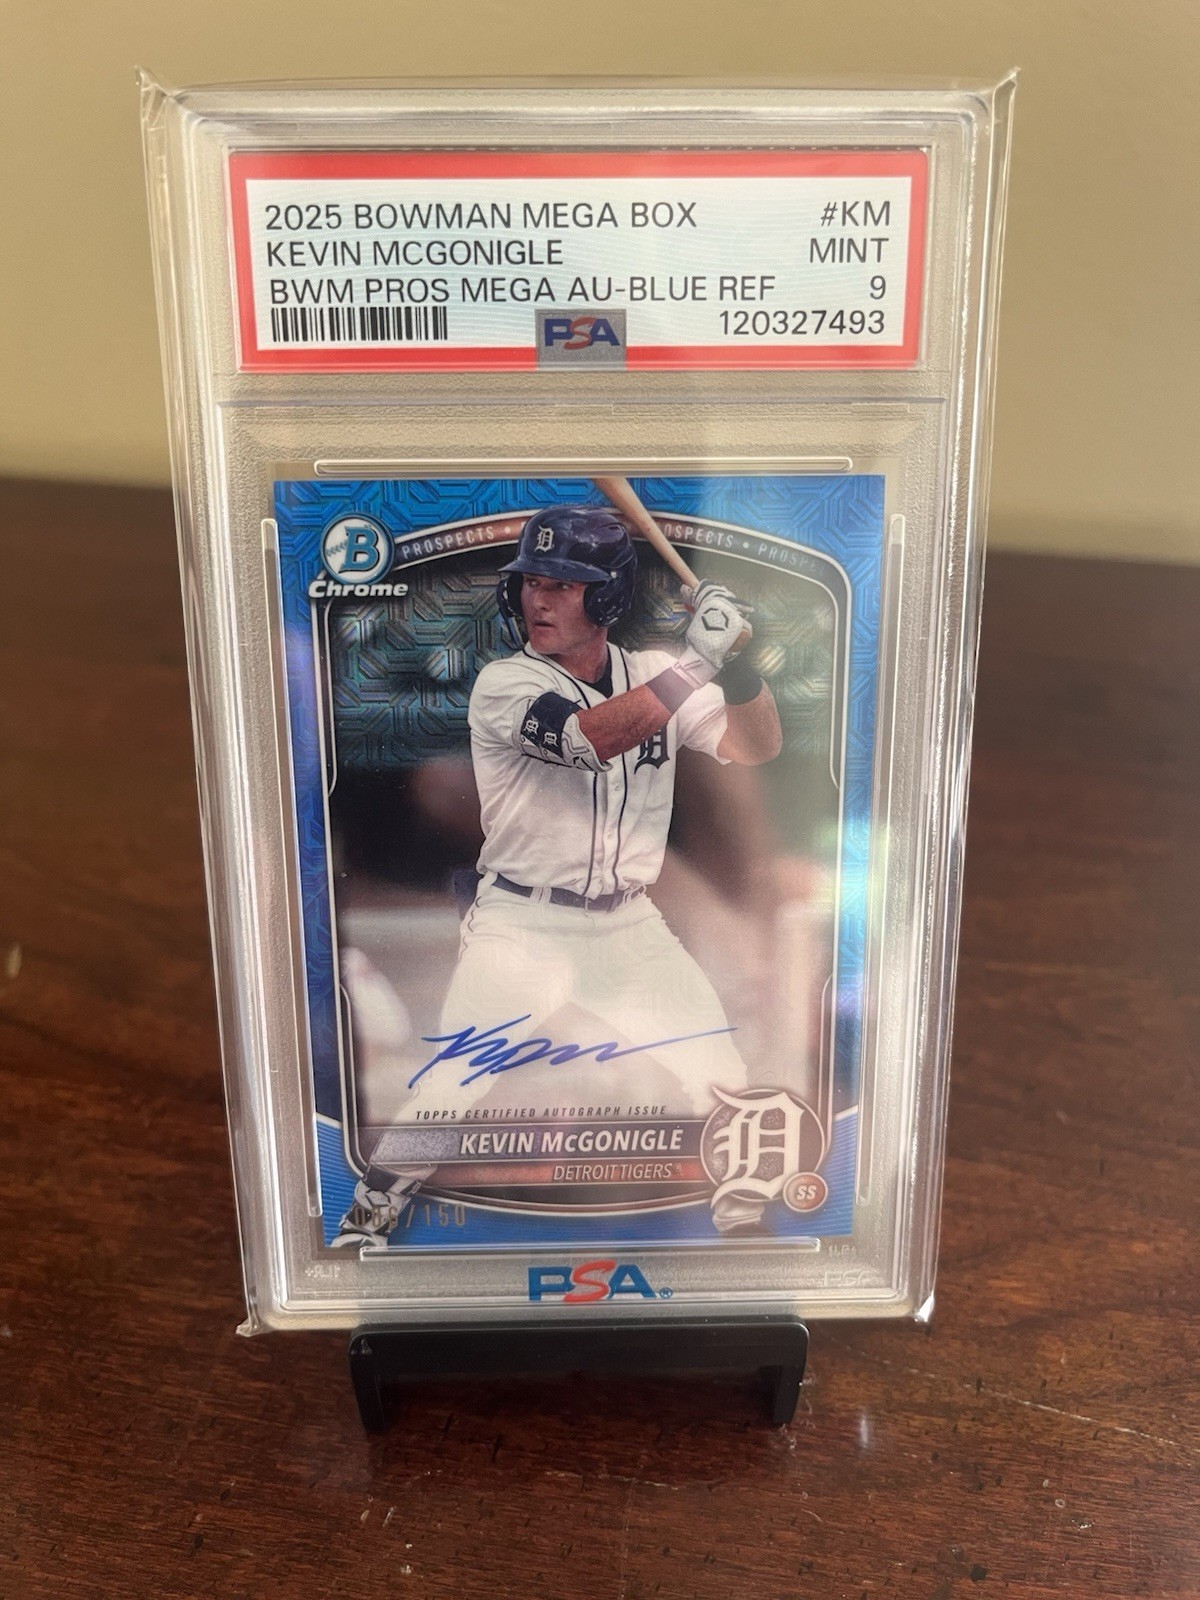 2025 BOWMAN MEGA BOX #KM
KEVIN MCGONIGLE MINT
BWM PROS MEGA AU-BLUE REF 9
PSA 120327493
PROSPECTS • PROSPECTS • PROSPE
B
Chrome
D
TOPPS CERTIFIED AUTOGRAPH ISSUE
KEVIN McGONIGLE
DETROIT TIGERS
D
SS
/150
PSA®